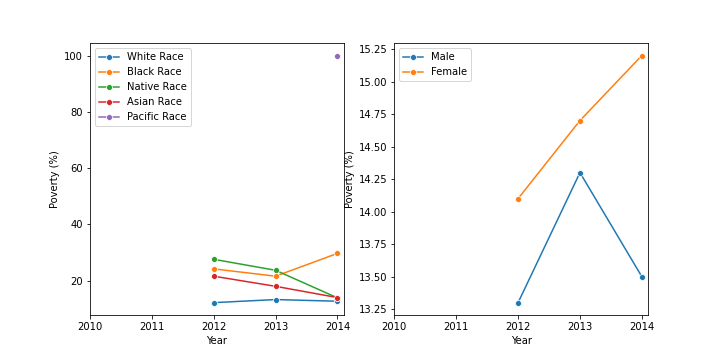 White Race
Black Race
Native Race
Asian Race
Pacific Race
100
80
60
40
20
Poverty (%)
2010 2011 2012 2013 2014
Year
Male
Female
15.25
15.00
14.75
14.50
14.25
14.00
13.75
13.50
13.25
Poverty (%)
2010 2011 2012 2013 2014
Year